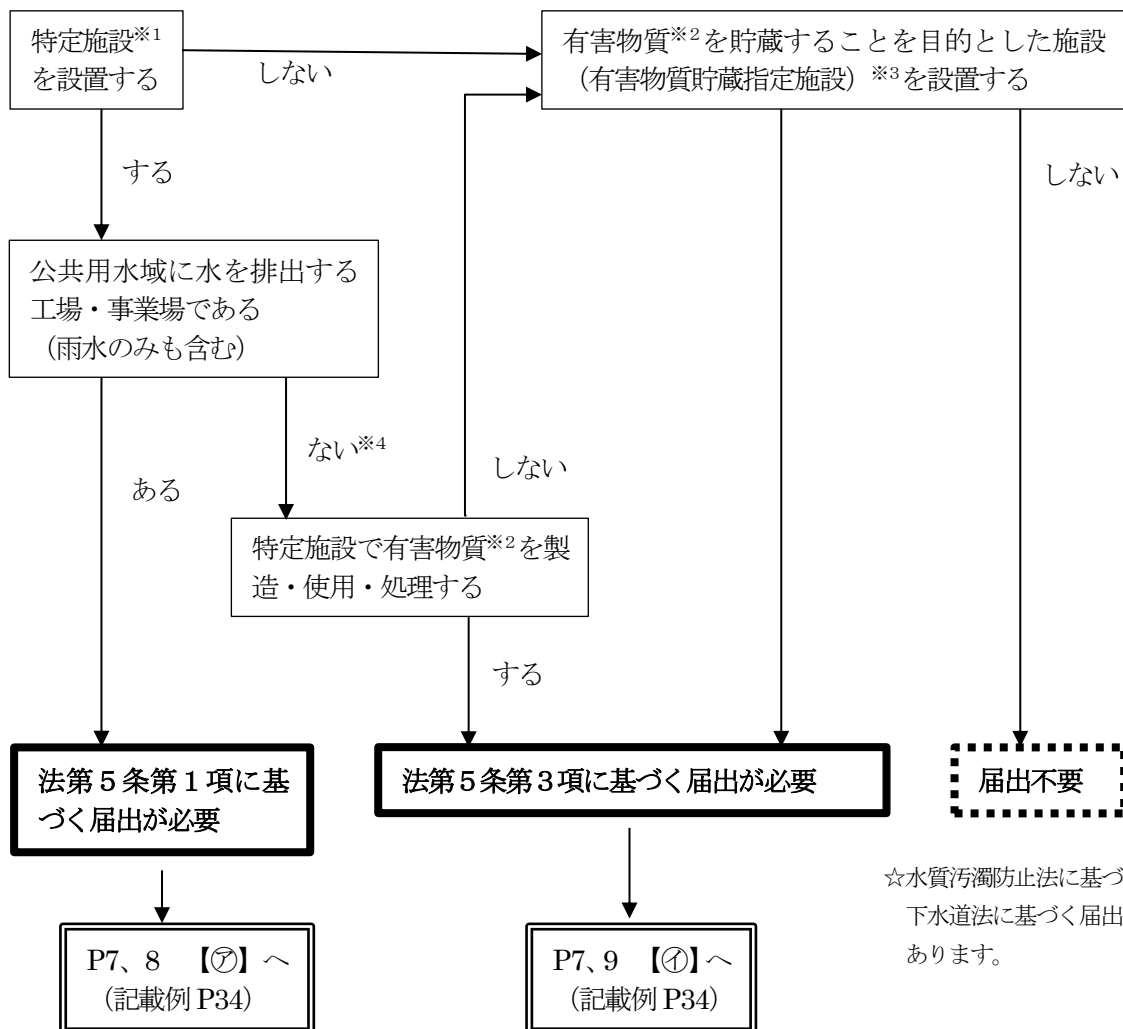 特定施設※1
を設置する
しない
有害物質※2を貯蔵することを目的とした施設
(有害物質貯蔵指定施設)※3を設置する
する
しない
公共用水域に水を排出する
工場・事業場である
(雨水のみも含む)
ない※4
しない
ある
特定施設で有害物質※2を製
造・使用・処理する
する
法第5条第1項に基
づく届出が必要
法第5条第3項に基づく届出が必要
届出不要
☆水質汚濁防止法に基づ
下水道法に基づく届出
あります。
P7、8 【㋐】へ
(記載例 P34)
P7、9 【㋑】へ
(記載例 P34)